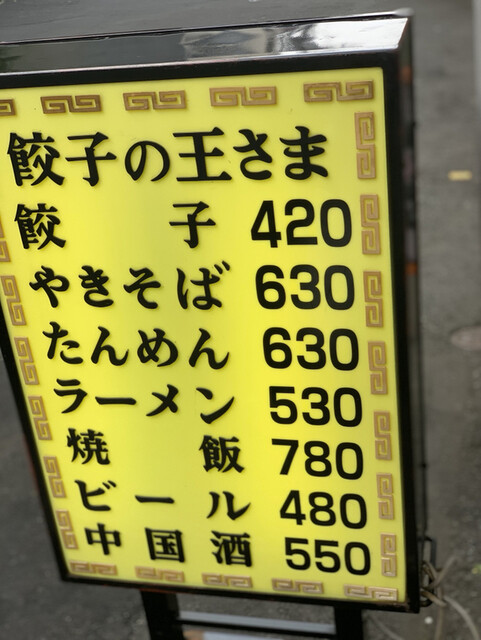 餃子の王さま
餃子 420
やきそば 630
たんめん 630
ラーメン 530
焼飯 780
ビール 480
中国酒 550